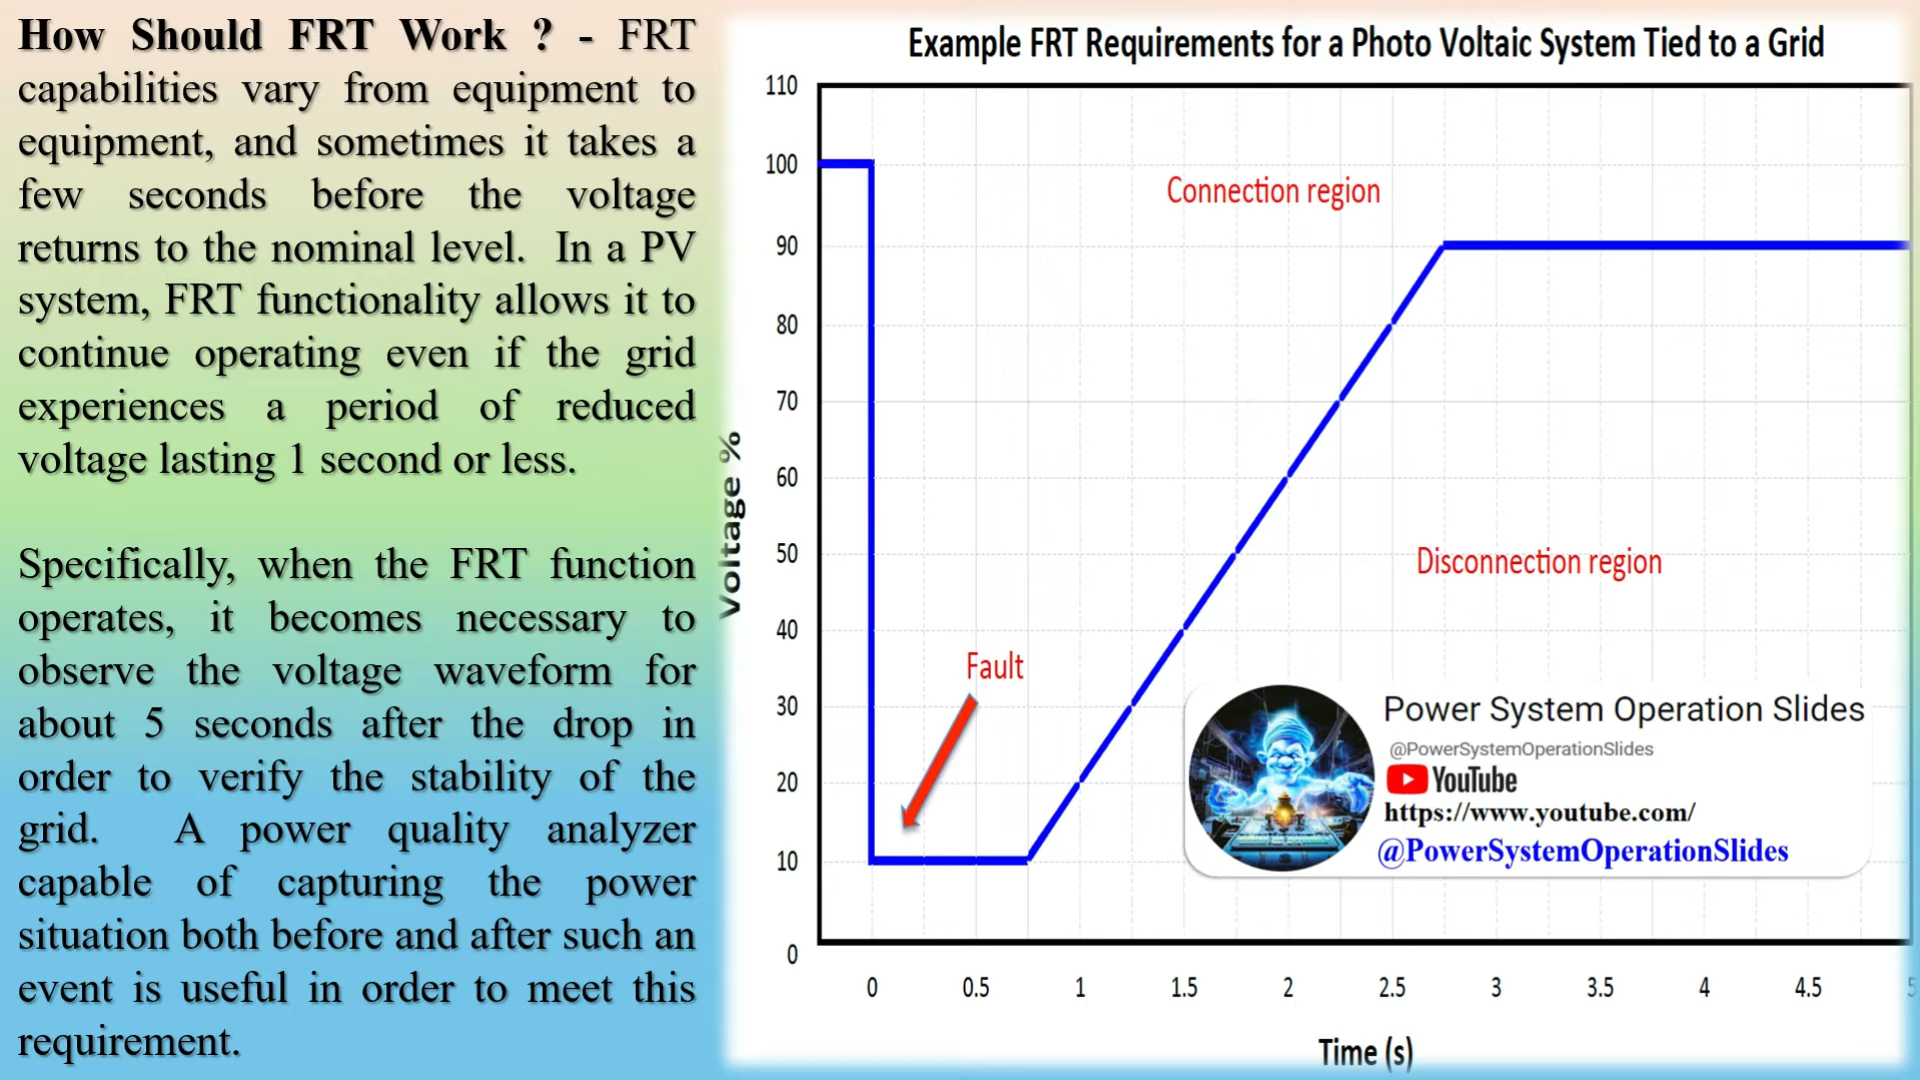 How Should FRT Work ? - FRT
capabilities vary from equipment to
equipment, and sometimes it takes a
few seconds before the voltage
returns to the nominal level. In a PV
system, FRT functionality allows it to
continue operating even if the grid
experiences a period of reduced
voltage lasting 1 second or less.
Specifically, when the FRT function
operates, it becomes necessary to
observe the voltage waveform for
about 5 seconds after the drop in
order to verify the stability of the
grid. A power quality analyzer
capable of capturing the power
situation both before and after such an
event is useful in order to meet this
requirement.
Example FRT Requirements for a Photo Voltaic System Tied to a Grid
Voltage %
110
100
90
80
70
60
50
40
30
20
10
0
Connection region
Disconnection region
Fault
Power System Operation Slides
@PowerSystemOperationSlides
YouTube
https://www.youtube.com/
@PowerSystemOperationSlides
0 0.5 1 1.5 2 2.5 3 3.5 4 4.5 5
Time (s)